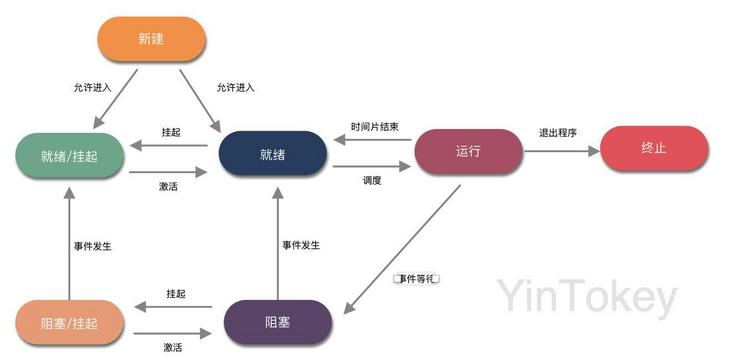 新建
允许进入
允许进入
挂起
时间片结束
退出程序
就绪/挂起
就绪
运行
终止
激活
调度
事件发生
事件发生
事件等待
YinTokey
挂起
阻塞/挂起
阻塞
激活